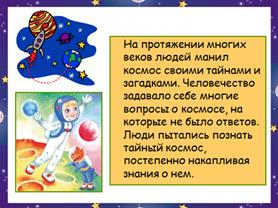 На протяжении многих
веков людей манил
космос своими тайнами и
загадками. Человечество
задавало себе многие
вопросы о космосе, на
которые не было ответов.
Люди пытались познать
тайный космос,
постепенно накапливая
знания о нем.